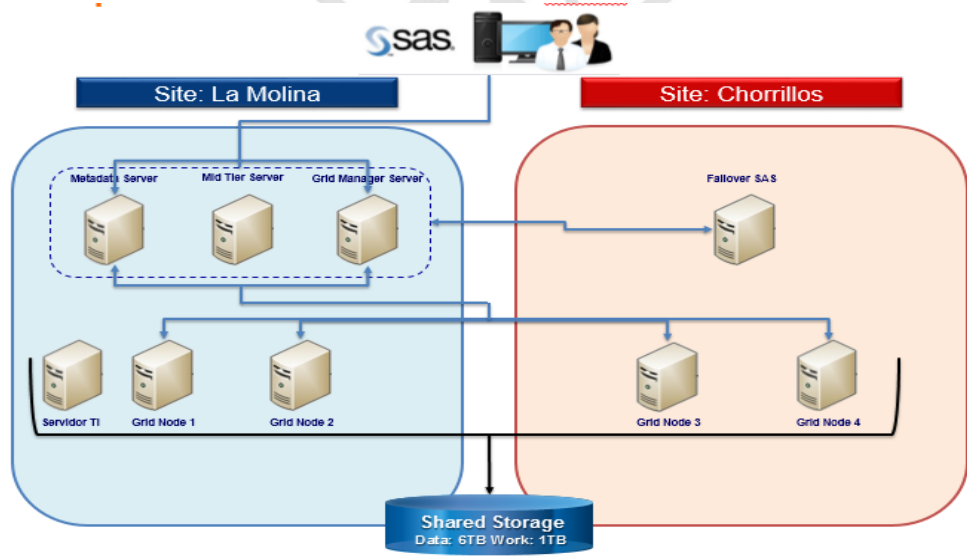 sas.
Site: La Molina
Site: Chorrillos
Metadata Server
Mid Tier Server
Grid Manager Server
Failover SAS
Servidor TI
Grid Node 1
Grid Node 2
Grid Node 3
Grid Node 4
Shared Storage
Data: 6TB Work: 1TB